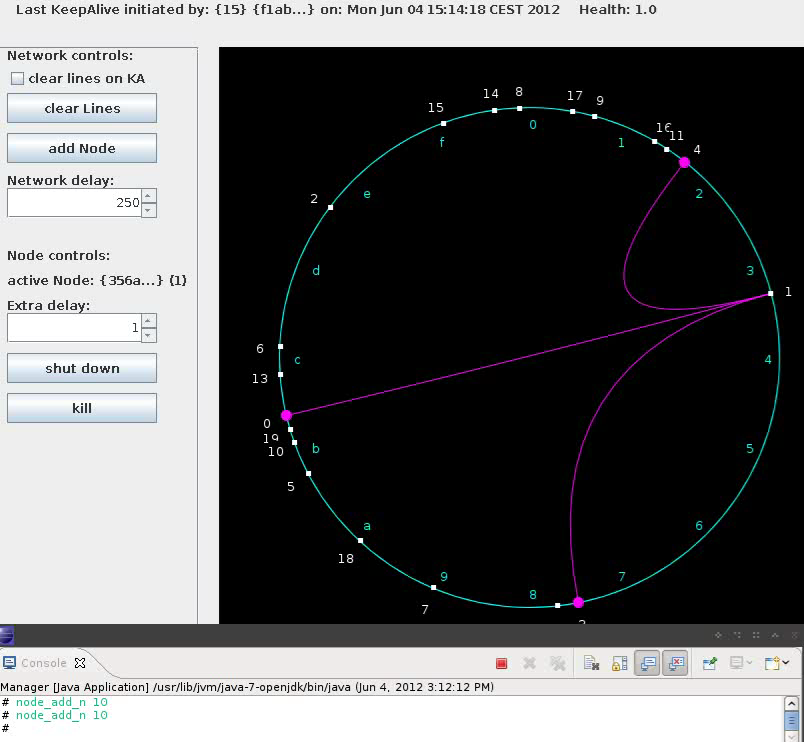 Last KeepAlive initiated by: {15} {f1ab...} on: Mon Jun 04 15:14:18 CEST 2012 Health: 1.0
Network controls:
clear lines on KA
clear Lines
add Node
Network delay:
250
Node controls:
active Node: {356a...} {1}
Extra delay:
1
shut down
kill
14 8 17 9
15 16 11 4
0
f 1
2 e 2
d 3
1
6 c 4
13
0
19
10 b 5
5
a 6
18
9 8 7
7
Console
Manager [Java Application] /usr/lib/jvm/java-7-openjdk/bin/java (Jun 4, 2012 3:12:12 PM)
# node_add_n 10
# node_add_n 10
#